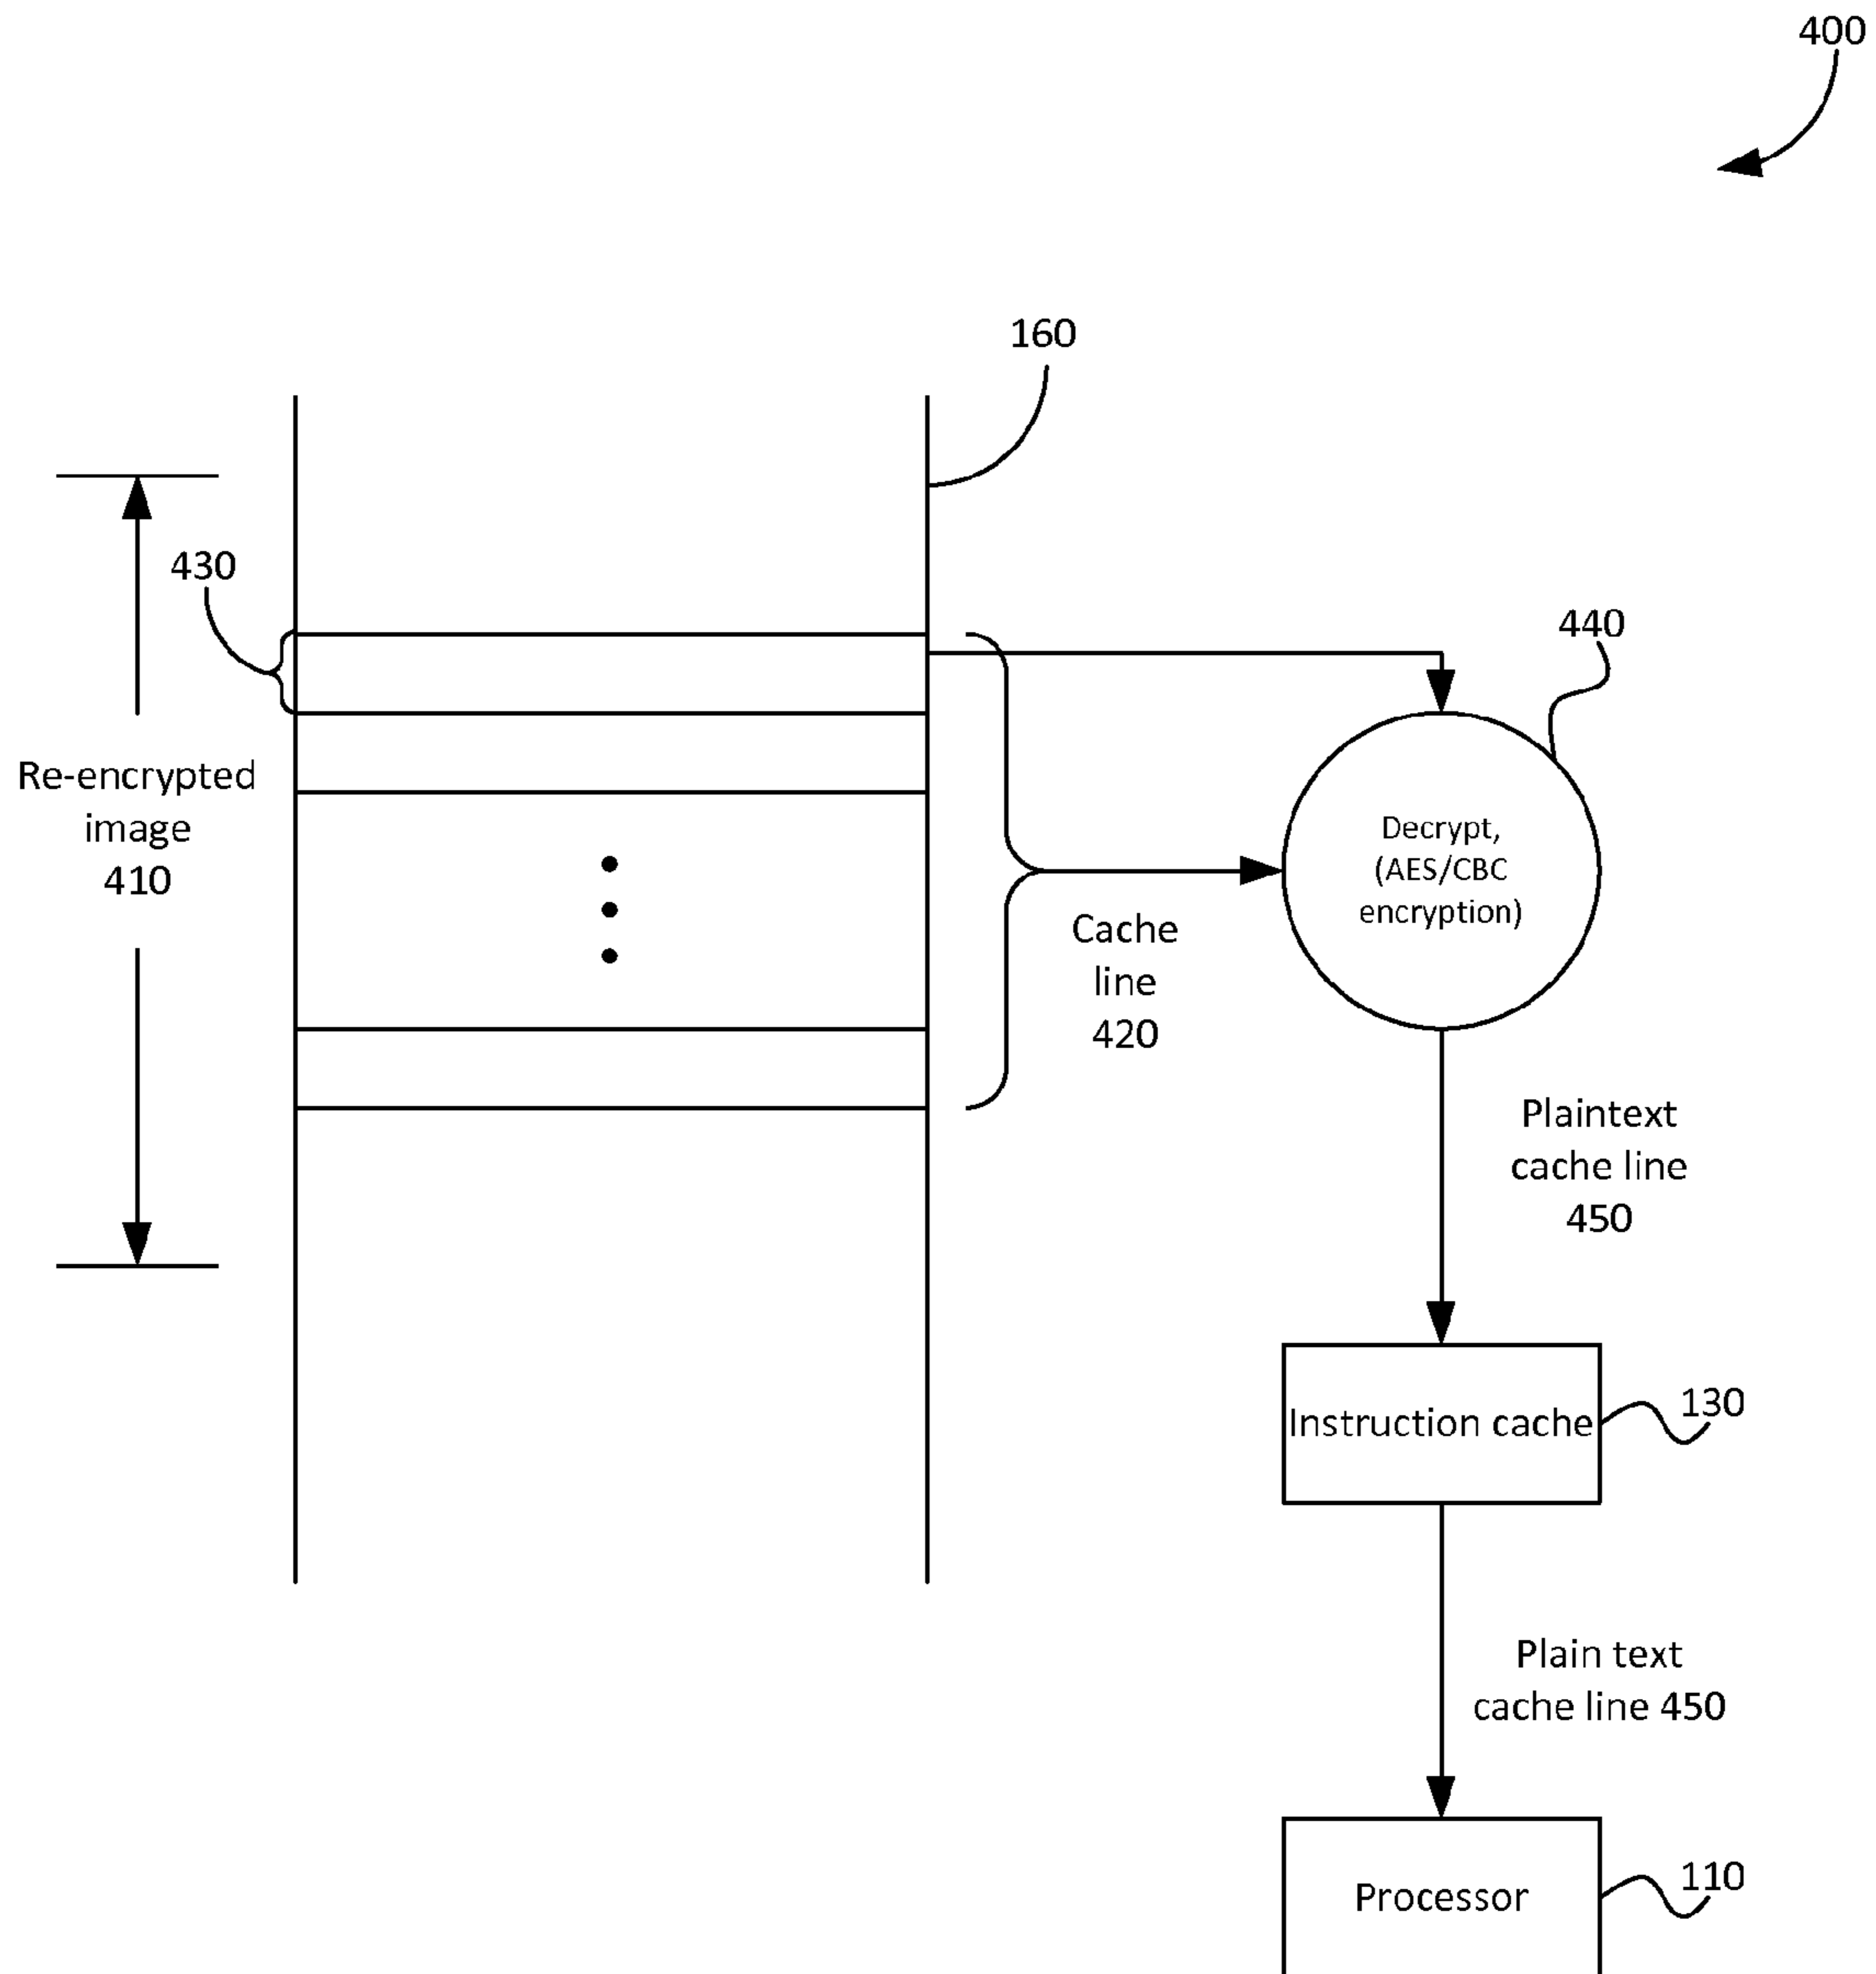 400
160
430
440
Re-encrypted
image
410
Decrypt,
(AES/CBC
encryption)
Cache
line
420
Plaintext
cache line
450
Instruction cache
130
Plain text
cache line 450
Processor
110